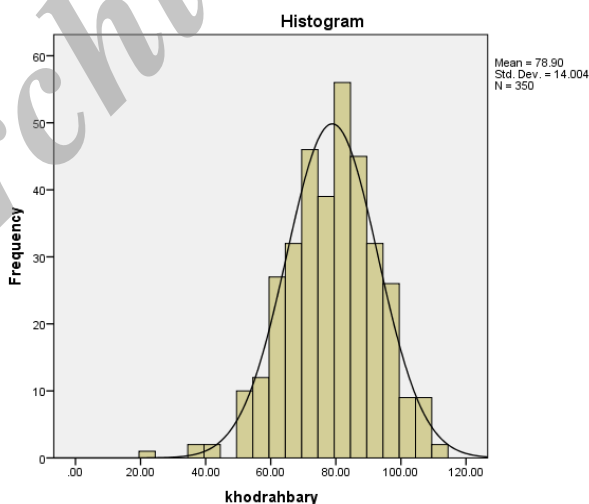 Histogram
Mean = 78.90
Std. Dev. = 14.004
N = 350
Frequency
60
50
40
30
20
10
0
.00 20.00 40.00 60.00 80.00 100.00 120.00
khodrahbary